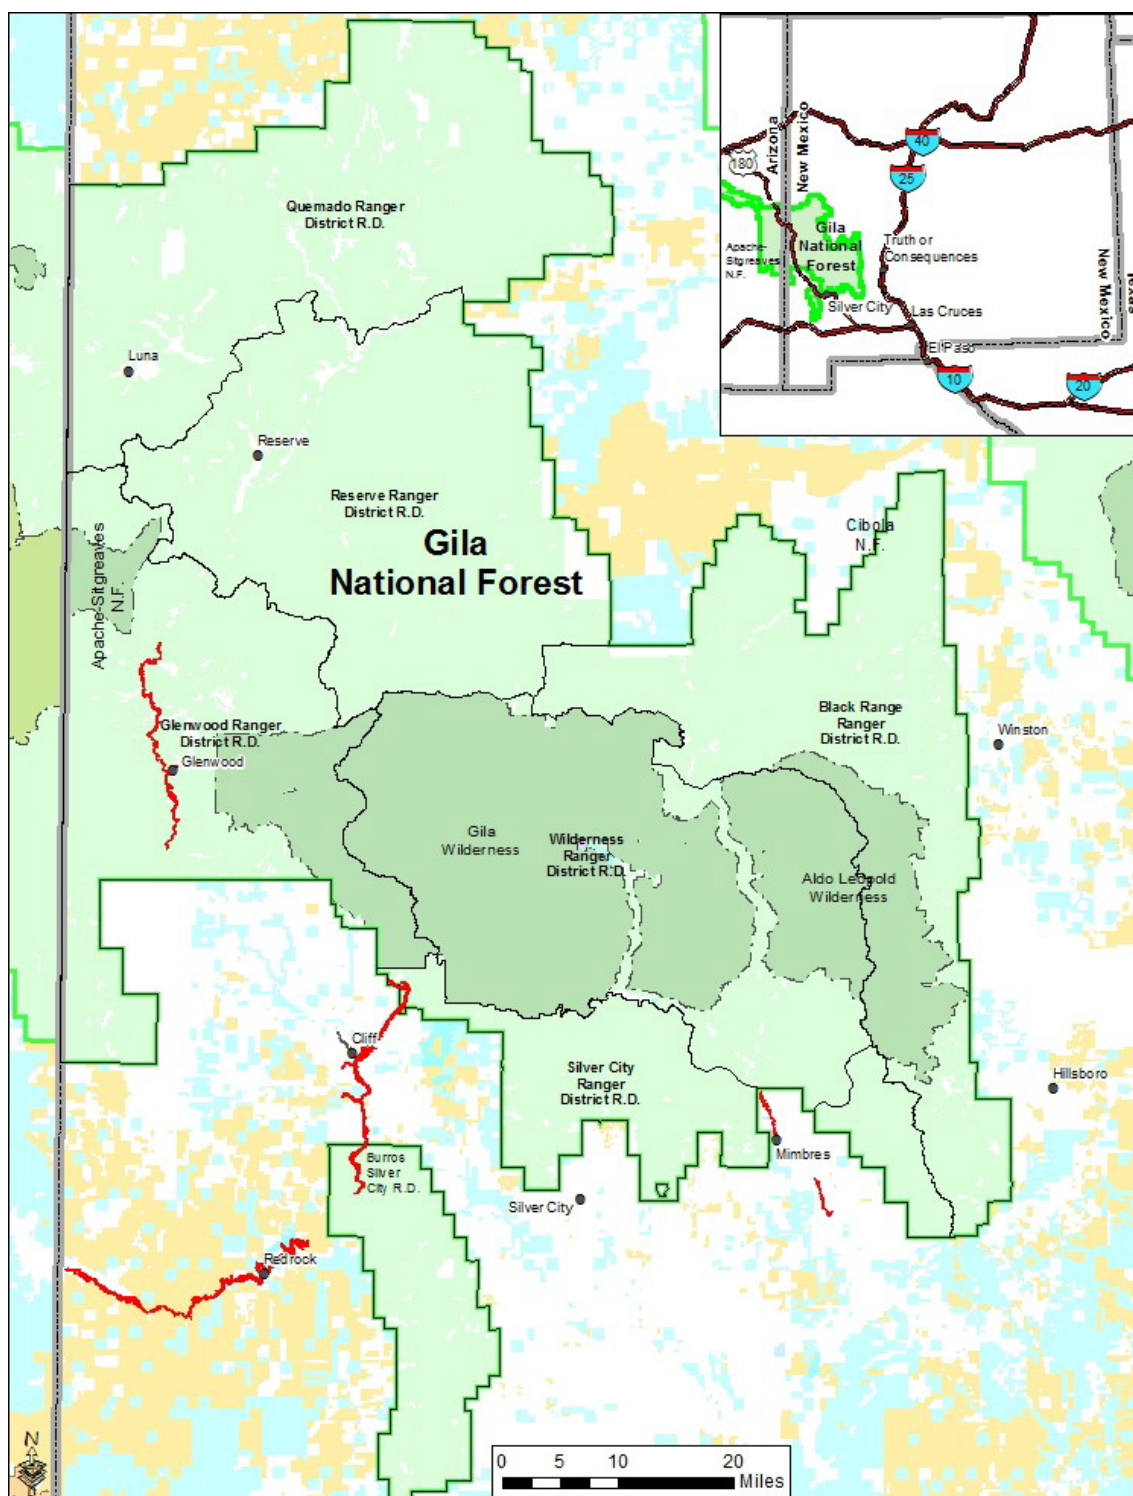 Quemado Ranger
District R.D.
Luna
Reserve
Reserve Ranger
District R.D.
Gila
National Forest
Apache-Sitgreaves
N.F.
Cibola
N.F.
Glenwood Ranger
District R.D.
Glenwood
Black Range
Ranger
District R.D.
Winston
Gila
Wilderness
Wilderness
Ranger
District R.D.
Aldo Leopold
Wilderness
Cliff
Silver City
Ranger
District R.D.
Hillsboro
Mimbres
Burros
Silver
City R.D.
Silver City
Redrock
N
0 5 10 20
Miles
Arizona
New Mexico
40
180
25
Gila
National
Forest
Apache-
Sitgreaves
N.F.
Truth or
Consequences
Silver City
Las Cruces
El Paso
10
20
New Mexico
Texas